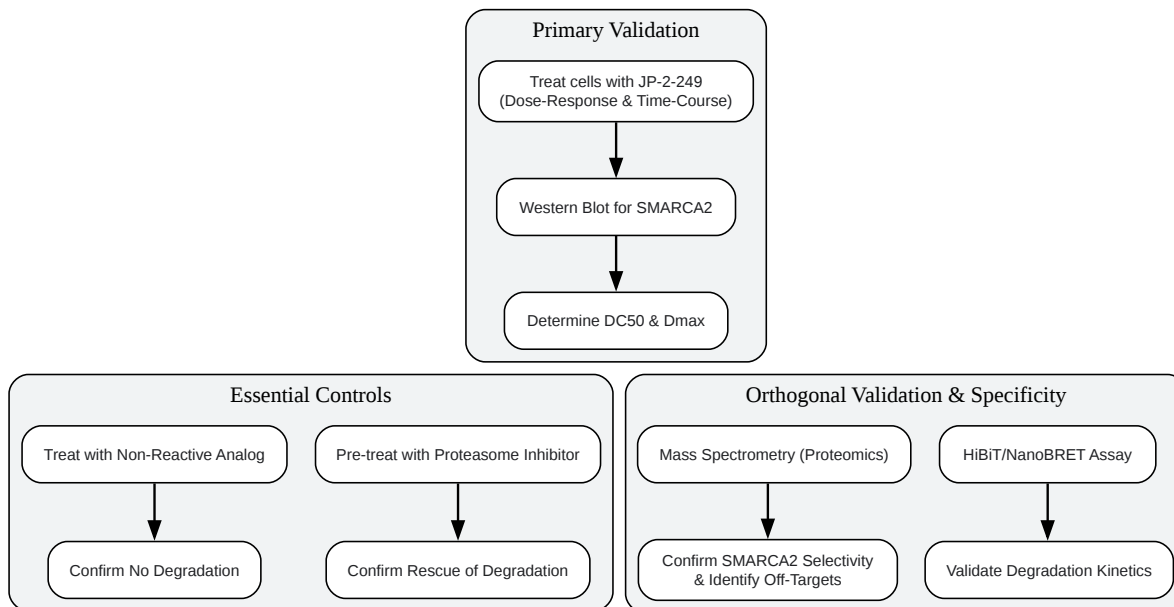 Primary Validation
Treat cells with JP-2-249
(Dose-Response & Time-Course)
Western Blot for SMARCA2
Determine DC50 & Dmax
Essential Controls
Treat with Non-Reactive Analog
Pre-treat with Proteasome Inhibitor
Confirm No Degradation
Confirm Rescue of Degradation
Orthogonal Validation & Specificity
Mass Spectrometry (Proteomics)
HiBiT/NanoBRET Assay
Confirm SMARCA2 Selectivity
& Identify Off-Targets
Validate Degradation Kinetics